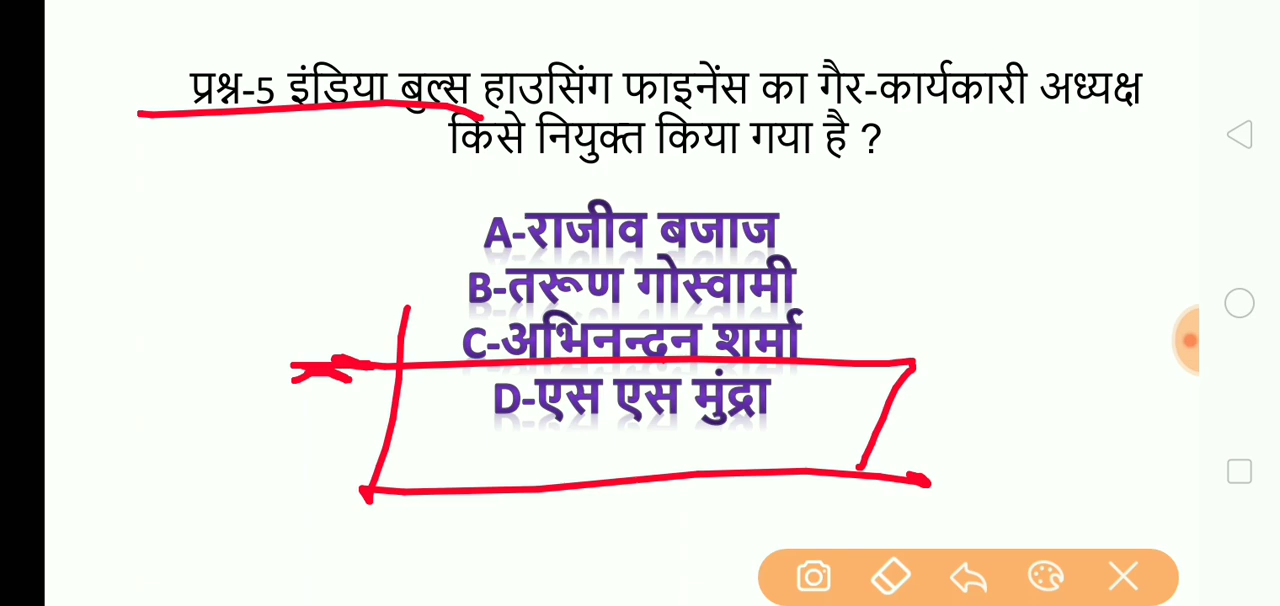 प्रश्न-5 इंडिया बुल्स हाउसिंग फाइनेंस का गैर-कार्यकारी अध्यक्ष
किसे नियुक्त किया गया है ?
A-राजीव बजाज
B-तरूण गोस्वामी
C-अभिनन्दन शर्मा
D-एस एस मुंद्रा